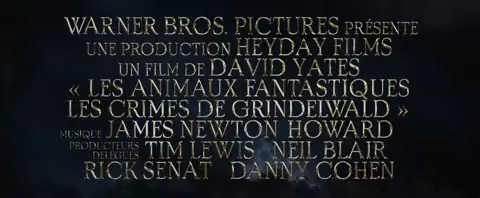 WARNER BROS. PICTURES PRÉSENTE
UNE PRODUCTION HEYDAY FILMS
UN FILM DE DAVID YATES
« LES ANIMAUX FANTASTIQUES
LES CRIMES DE GRINDELWALD »
MUSIQUE JAMES NEWTON HOWARD
PRODUCTEURS DÉLÉGUÉS TIM LEWIS NEIL BLAIR
RICK SENAT DANNY COHEN